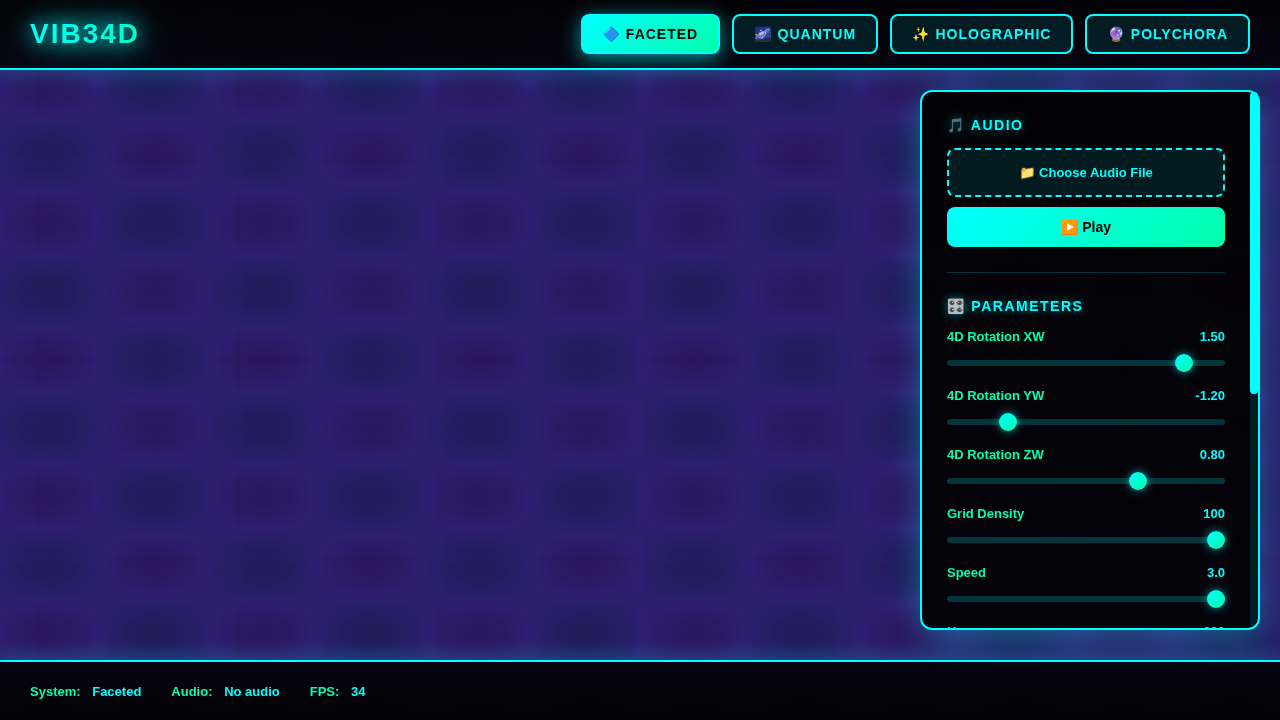 VIB34D
🔷 FACETED
🌌 QUANTUM
✨ HOLOGRAPHIC
🔮 POLYCHORA
🎵 AUDIO
📁 Choose Audio File
▶️ Play
🎛️ PARAMETERS
4D Rotation XW 1.50
4D Rotation YW -1.20
4D Rotation ZW 0.80
Grid Density 100
Speed 3.0
System: Faceted Audio: No audio FPS: 34